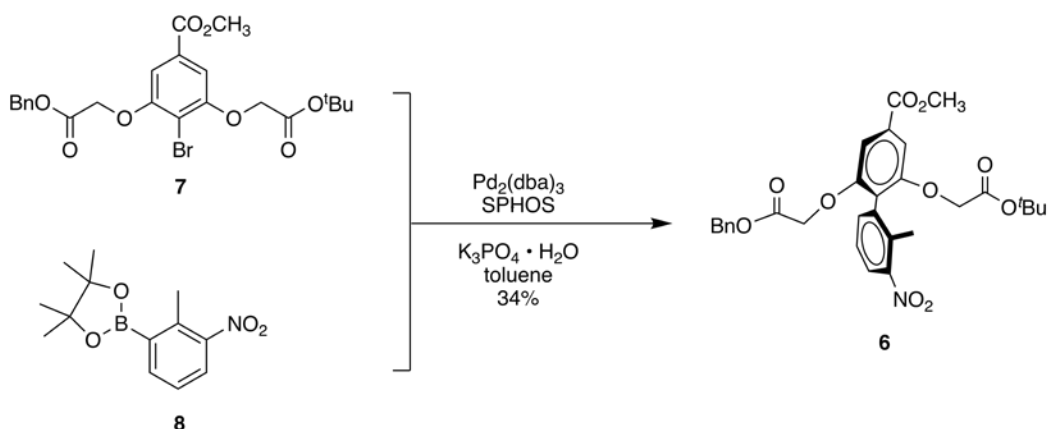 CO₂CH₃
BnO
O
O
Br
O
O
OᵗBu
7
O
B
O
NO₂
8
Pd₂(dba)₃
SPHOS
K₃PO₄ • H₂O
toluene
34%
CO₂CH₃
O
BnO
O
O
O
OᵗBu
NO₂
6